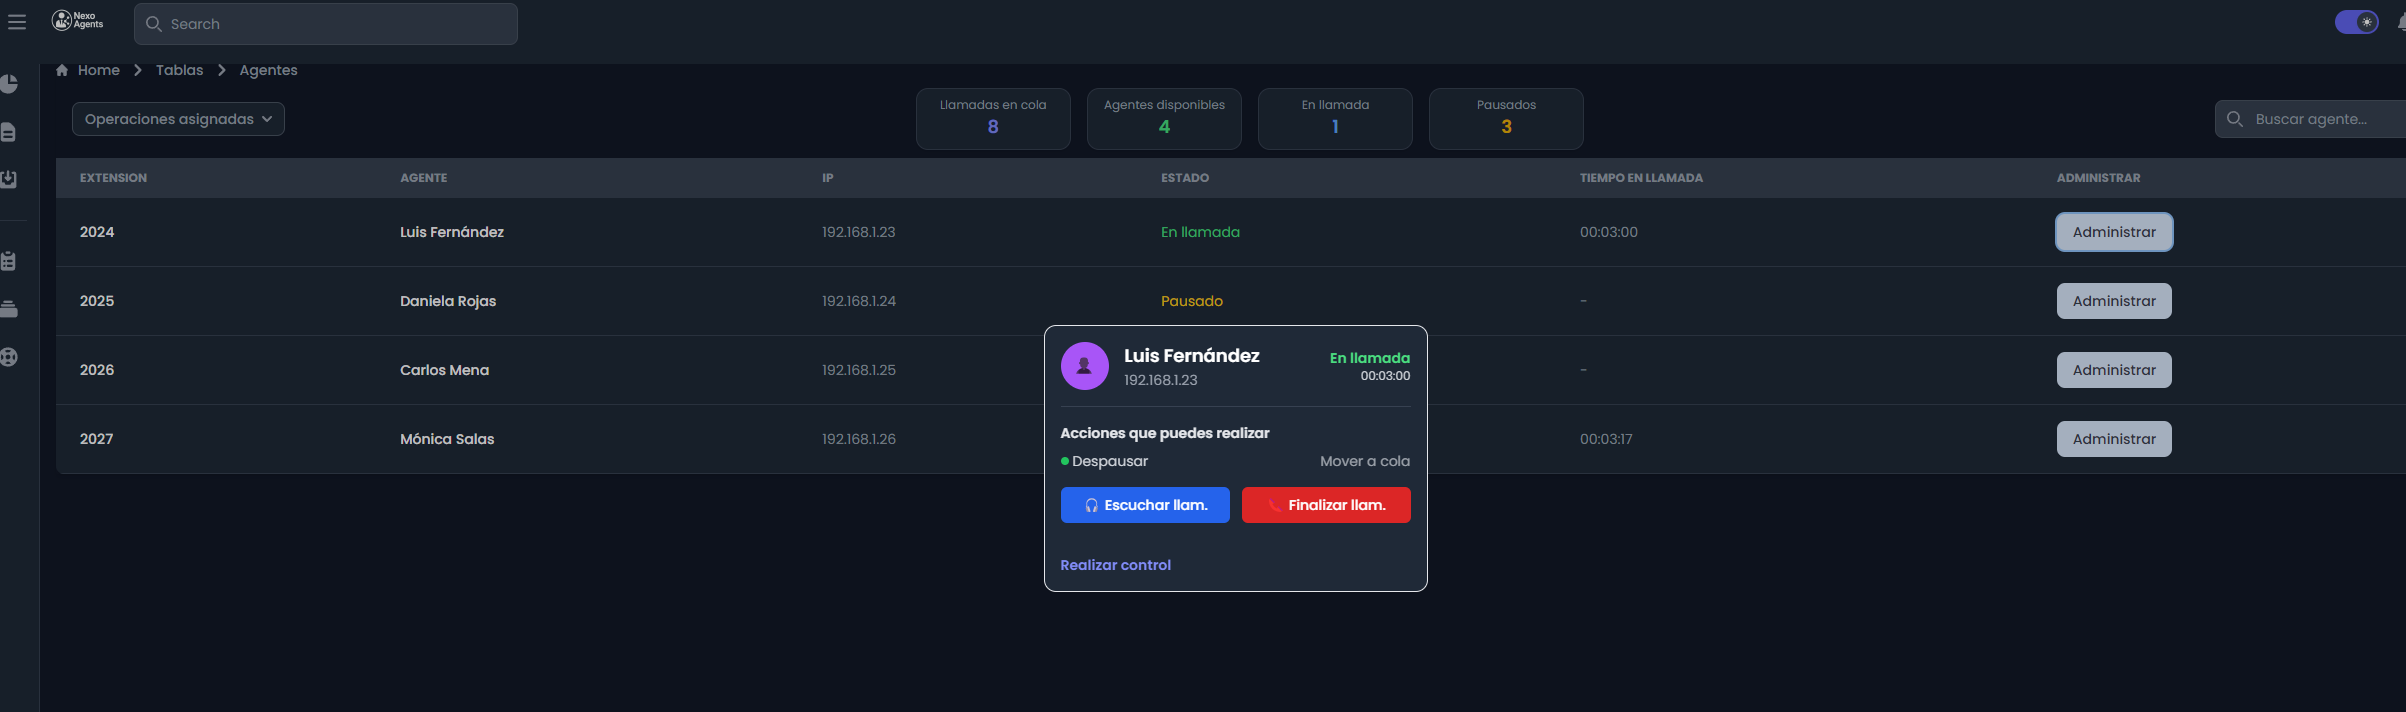 Nexo
Agents
Search
Home > Tablas > Agentes
Operaciones asignadas
Llamadas en cola
8
Agentes disponibles
4
En llamada
1
Pausados
3
Buscar agente...
EXTENSION AGENTE IP ESTADO TIEMPO EN LLAMADA ADMINISTRAR
2024 Luis Fernández 192.168.1.23 En llamada 00:03:00 Administrar
2025 Daniela Rojas 192.168.1.24 Pausado - Administrar
2026 Carlos Mena 192.168.1.25 - Administrar
2027 Mónica Salas 192.168.1.26 00:03:17 Administrar
Luis Fernández En llamada
192.168.1.23 00:03:00
Acciones que puedes realizar
Despausar Mover a cola
Escuchar llam. Finalizar llam.
Realizar control